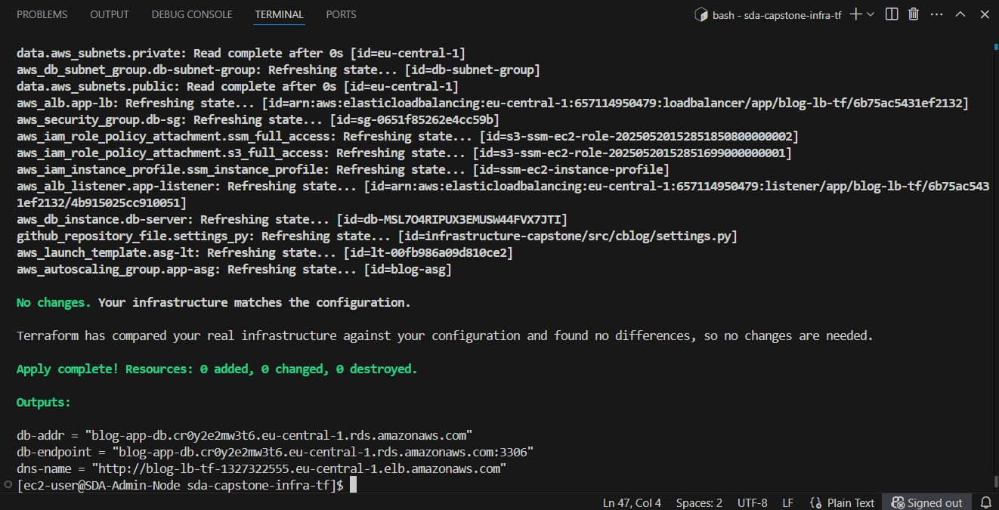 PROBLEMS OUTPUT DEBUG CONSOLE TERMINAL PORTS bash - sda-capstone-infra-tf
data.aws_subnets.private: Read complete after 0s [id=eu-central-1]
aws_db_subnet_group.db-subnet-group: Refreshing state... [id=db-subnet-group]
data.aws_subnets.public: Read complete after 0s [id=eu-central-1]
aws_alb.app-lb: Refreshing state... [id=arn:aws:elasticloadbalancing:eu-central-1:657114950479:loadbalancer/app/blog-lb-tf/6b75ac5431ef2132]
aws_security_group.db-sg: Refreshing state... [id=sg-0651f85262e4cc59b]
aws_iam_role_policy_attachment.ssm_full_access: Refreshing state... [id=s3-ssm-ec2-role-20250520152851850800000002]
aws_iam_role_policy_attachment.s3_full_access: Refreshing state... [id=s3-ssm-ec2-role-20250520152851699000000001]
aws_iam_instance_profile.ssm_instance_profile: Refreshing state... [id=ssm-ec2-instance-profile]
aws_alb_listener.app-listener: Refreshing state... [id=arn:aws:elasticloadbalancing:eu-central-1:657114950479:listener/app/blog-lb-tf/6b75ac543
1ef2132/4b915025cc910051]
aws_db_instance.db-server: Refreshing state... [id=db-MSL7O4RIPUX3EMUSW44FVX7JTI]
github_repository_file.settings_py: Refreshing state... [id=infrastructure-capstone/src/cblog/settings.py]
aws_launch_template.asg-lt: Refreshing state... [id=lt-00fb986a09d810ce2]
aws_autoscaling_group.app-asg: Refreshing state... [id=blog-asg]
No changes. Your infrastructure matches the configuration.
Terraform has compared your real infrastructure against your configuration and found no differences, so no changes are needed.
Apply complete! Resources: 0 added, 0 changed, 0 destroyed.
Outputs:
db-addr = "blog-app-db.cr0y2e2mw3t6.eu-central-1.rds.amazonaws.com"
db-endpoint = "blog-app-db.cr0y2e2mw3t6.eu-central-1.rds.amazonaws.com:3306"
dns-name = "http://blog-lb-tf-1327322555.eu-central-1.elb.amazonaws.com"
[ec2-user@SDA-Admin-Node sda-capstone-infra-tf]$
Ln 47, Col 4 Spaces: 2 UTF-8 LF Plain Text Signed out